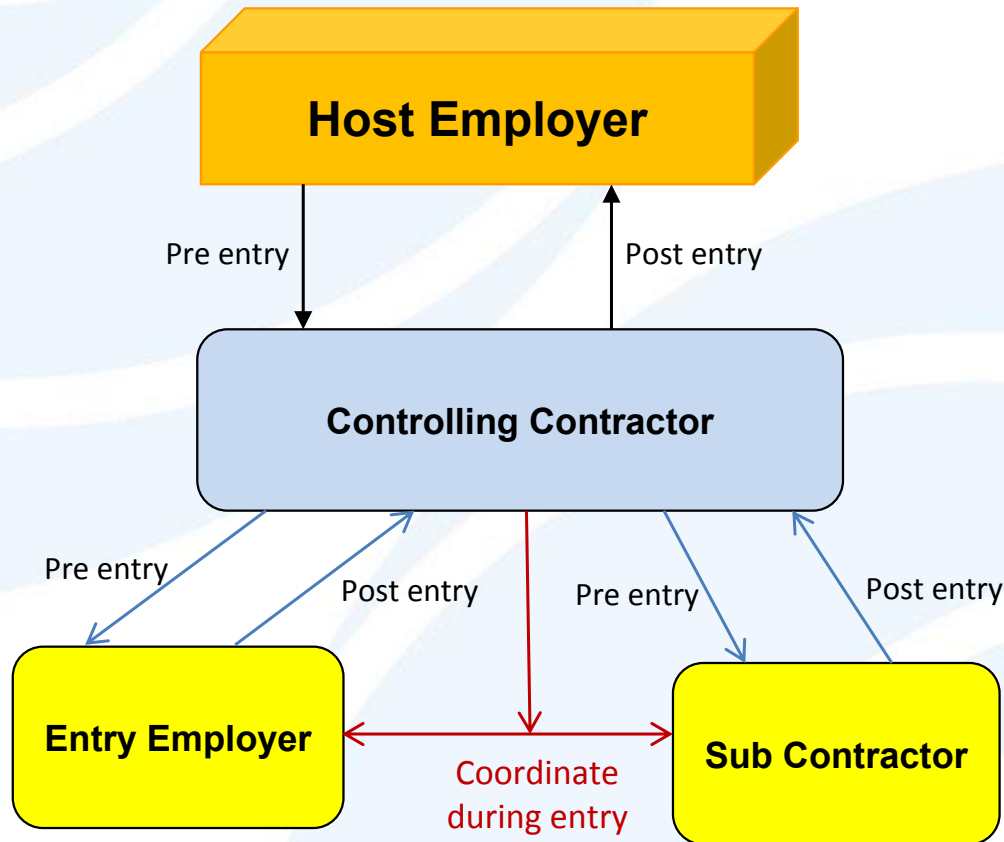 Host Employer
Pre entry
Post entry
Controlling Contractor
Pre entry
Post entry
Pre entry
Post entry
Entry Employer
Coordinate
during entry
Sub Contractor